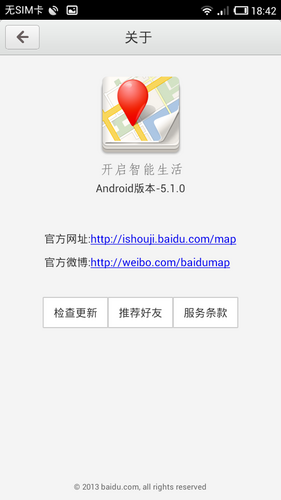 无SIM卡 18:42
关于
开启智能生活
Android版本-5.1.0
官方网址:http://ishouji.baidu.com/map
官方微博:http://weibo.com/baidumap
检查更新 推荐好友 服务条款
© 2013 baidu.com, all rights reserved